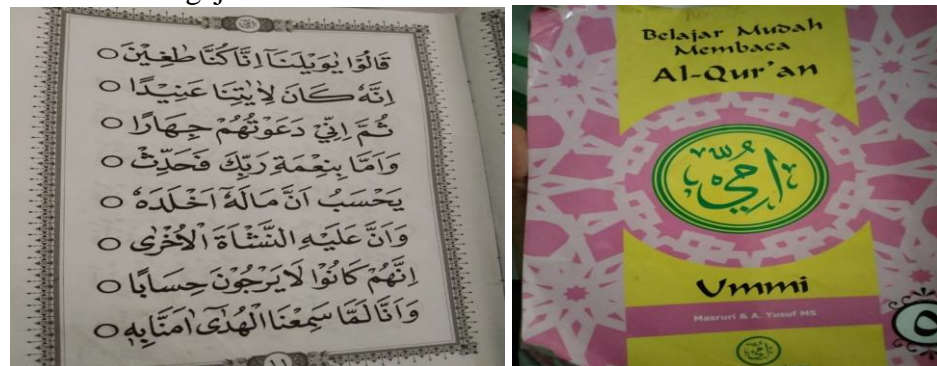 قَالُوْا يٰوَيْلَنَآ اِنَّا كُنَّا طٰغِيْنَ ○
اِنَّهٗ كَانَ لِاٰيٰتِنَا عَنِيْدًا ○
ثُمَّ اِنِّيْ دَعَوْتُهُمْ جِهَارًا ○
وَاَمَّا بِنِعْمَةِ رَبِّكَ فَحَدِّثْ ○
يَحْسَبُ اَنَّ مَالَهٗٓ اَخْلَدَهٗ ○
وَاَنَّ عَلَيْهِ النَّشْاَةَ الْاُخْرٰى ○
اِنَّهُمْ كَانُوْا لَا يَرْجُوْنَ حِسَابًا ○
وَاَنَّا لَمَّا سَمِعْنَا الْهُدٰٓى اٰمَنَّا بِهٖ ○
١١
Belajar Mudah
Membaca
Al-Qur'an
اُمِّيْ
Ummi
Masruri & A. Yusuf MS
اُمِّيْ
٥